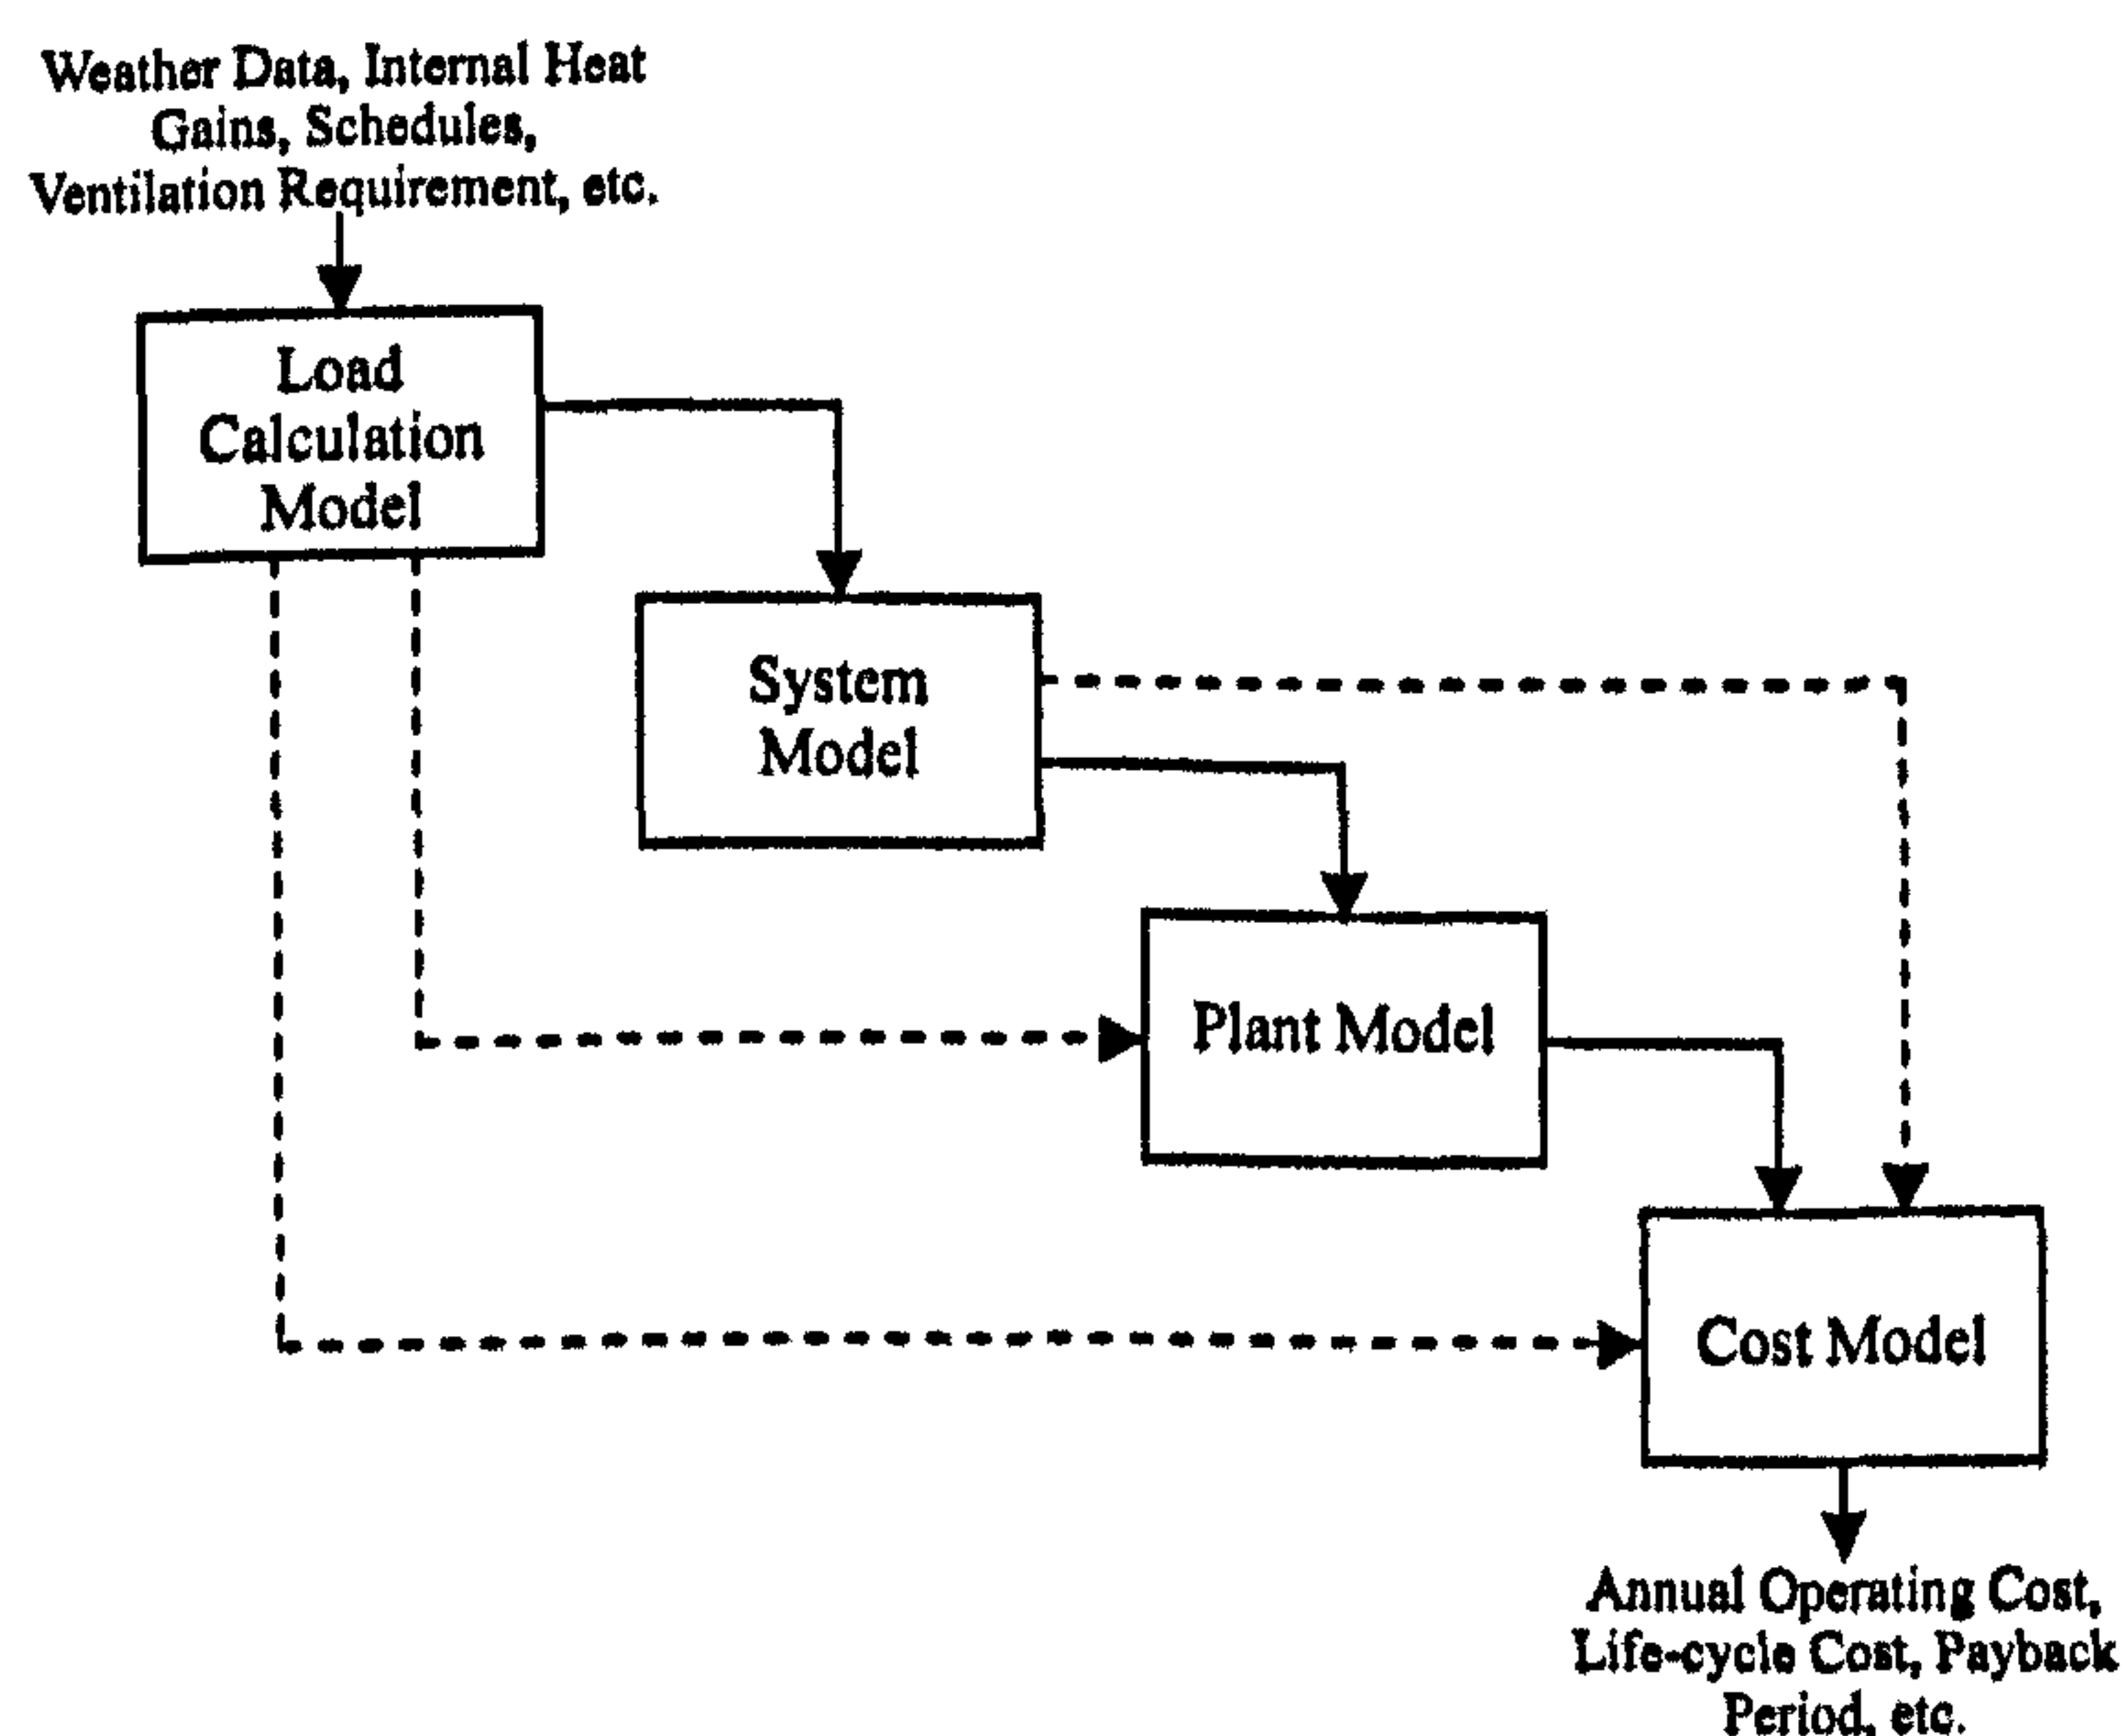 Weather Data, Internal Heat
Gains, Schedules,
Ventilation Requirement, etc.
Load
Calculation
Model
System
Model
Plant Model
Cost Model
Annual Operating Cost,
Life-cycle Cost, Payback
Period, etc.